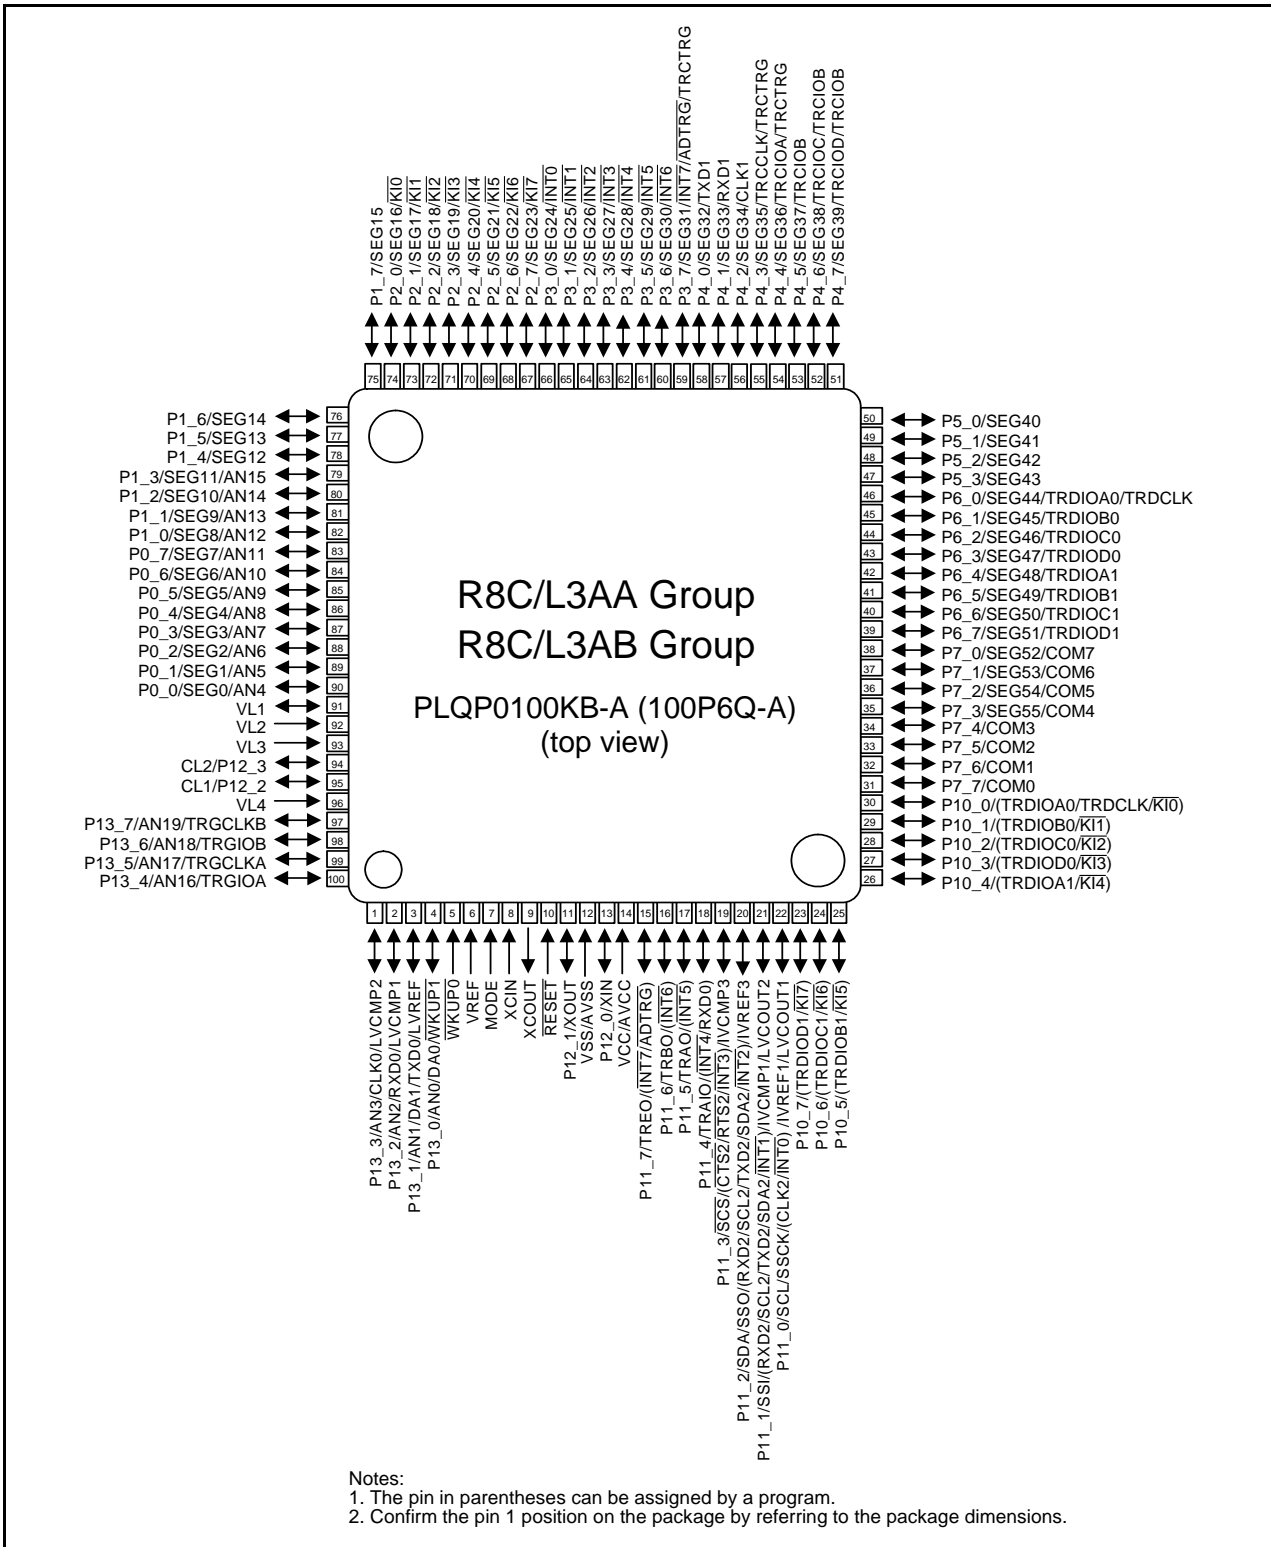 P1_7/SEG15
P2_0/SEG16/KI0
P2_1/SEG17/KI1
P2_2/SEG18/KI2
P2_3/SEG19/KI3
P2_4/SEG20/KI4
P2_5/SEG21/KI5
P2_6/SEG22/KI6
P2_7/SEG23/KI7
P3_0/SEG24/INT0
P3_1/SEG25/INT1
P3_2/SEG26/INT2
P3_3/SEG27/INT3
P3_4/SEG28/INT4
P3_5/SEG29/INT5
P3_6/SEG30/INT6
P3_7/SEG31/INT7/ADTRG/TRCTRG
P4_0/SEG32/TXD1
P4_1/SEG33/RXD1
P4_2/SEG34/CLK1
P4_3/SEG35/TRCCLK/TRCTRG
P4_4/SEG36/TRCIOA/TRCTRG
P4_5/SEG37/TRCIOB
P4_6/SEG38/TRCIOC/TRCIOB
P4_7/SEG39/TRCIOD/TRCIOB
75 74 73 72 71 70 69 68 67 66 65 64 63 62 61 60 59 58 57 56 55 54 53 52 51
P1_6/SEG14 76
P1_5/SEG13 77
P1_4/SEG12 78
P1_3/SEG11/AN15 79
P1_2/SEG10/AN14 80
P1_1/SEG9/AN13 81
P1_0/SEG8/AN12 82
P0_7/SEG7/AN11 83
P0_6/SEG6/AN10 84
P0_5/SEG5/AN9 85
P0_4/SEG4/AN8 86
P0_3/SEG3/AN7 87
P0_2/SEG2/AN6 88
P0_1/SEG1/AN5 89
P0_0/SEG0/AN4 90
VL1 91
VL2 92
VL3 93
CL2/P12_3 94
CL1/P12_2 95
VL4 96
P13_7/AN19/TRGCLKB 97
P13_6/AN18/TRGIOB 98
P13_5/AN17/TRGCLKA 99
P13_4/AN16/TRGIOA 100
R8C/L3AA Group
R8C/L3AB Group
PLQP0100KB-A (100P6Q-A)
(top view)
50 P5_0/SEG40
49 P5_1/SEG41
48 P5_2/SEG42
47 P5_3/SEG43
46 P6_0/SEG44/TRDIOA0/TRDCLK
45 P6_1/SEG45/TRDIOB0
44 P6_2/SEG46/TRDIOC0
43 P6_3/SEG47/TRDIOD0
42 P6_4/SEG48/TRDIOA1
41 P6_5/SEG49/TRDIOB1
40 P6_6/SEG50/TRDIOC1
39 P6_7/SEG51/TRDIOD1
38 P7_0/SEG52/COM7
37 P7_1/SEG53/COM6
36 P7_2/SEG54/COM5
35 P7_3/SEG55/COM4
34 P7_4/COM3
33 P7_5/COM2
32 P7_6/COM1
31 P7_7/COM0
30 P10_0/(TRDIOA0/TRDCLK/KI0)
29 P10_1/(TRDIOB0/KI1)
28 P10_2/(TRDIOC0/KI2)
27 P10_3/(TRDIOD0/KI3)
26 P10_4/(TRDIOA1/KI4)
1 2 3 4 5 6 7 8 9 10 11 12 13 14 15 16 17 18 19 20 21 22 23 24 25
P13_3/AN3/CLK0/LVCMP2
P13_2/AN2/RXD0/LVCMP1
P13_1/AN1/DA1/TXD0/LVREF
P13_0/AN0/DA0/WKUP1
WKUP0
VREF
MODE
XCIN
XCOUT
RESET
P12_1/XOUT
VSS/AVSS
P12_0/XIN
VCC/AVCC
P11_7/TREO/(INT7/ADTRG)
P11_6/TRBO/(INT6)
P11_5/TRAO/(INT5)
P11_4/TRAIO/(INT4/RXD0)
P11_3/SCS/(CTS2/RTS2/INT3)/IVCMP3
P11_2/SDA/SSO/(RXD2/SCL2/TXD2/SDA2/INT2)/IVREF3
P11_1/SSI/(RXD2/SCL2/TXD2/SDA2/INT1)/IVCMP1/LVCOUT2
P11_0/SCL/SSCK/(CLK2/INT0) /IVREF1/LVCOUT1
P10_7/(TRDIOD1/KI7)
P10_6/(TRDIOC1/KI6)
P10_5/(TRDIOB1/KI5)
Notes:
1. The pin in parentheses can be assigned by a program.
2. Confirm the pin 1 position on the package by referring to the package dimensions.